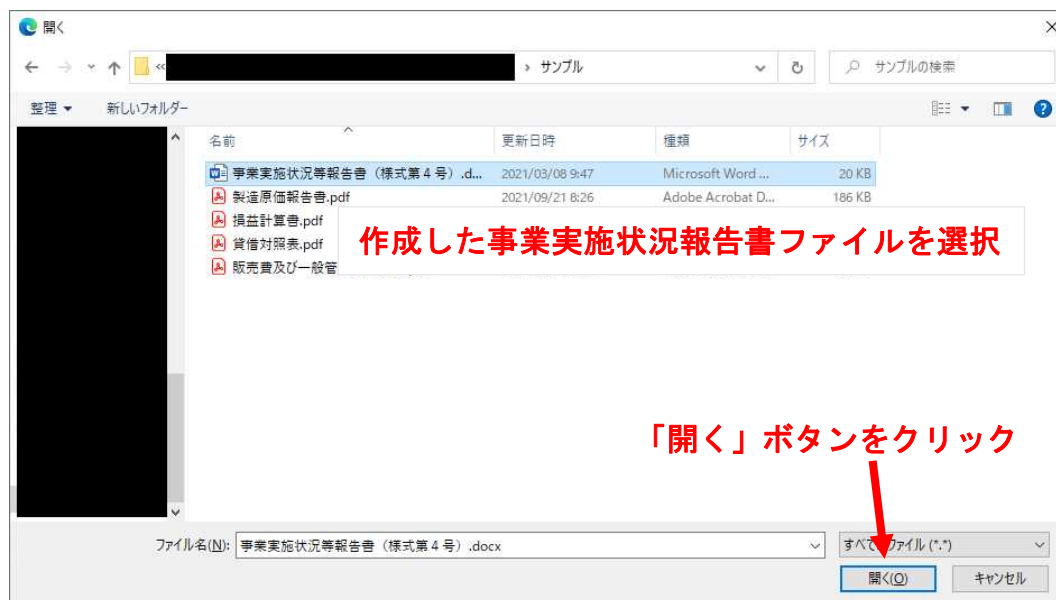 開く
« › サンプル サンプルの検索
整理 ▼ 新しいフォルダー
名前 更新日時 種類 サイズ
事業実施状況等報告書（様式第４号）.d... 2021/03/08 9:47 Microsoft Word ... 20 KB
製造原価報告書.pdf 2021/09/21 8:26 Adobe Acrobat D... 186 KB
損益計算書.pdf
貸借対照表.pdf
販売費及び一般管
作成した事業実施状況報告書ファイルを選択
「開く」ボタンをクリック
ファイル名(N): 事業実施状況等報告書（様式第４号）.docx すべて ファイル (*.*)
開く(O) キャンセル